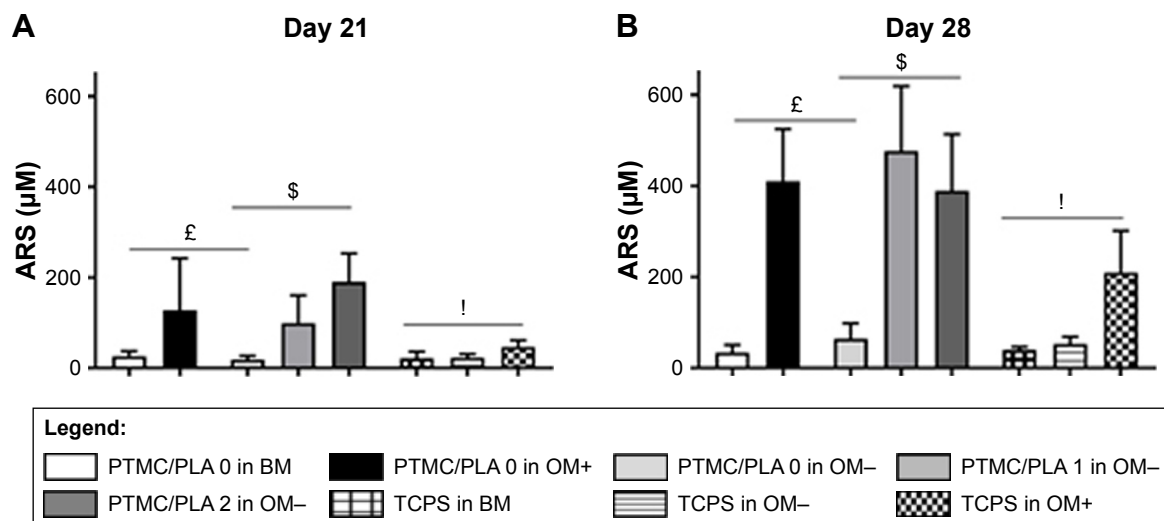 A
Day 21
ARS (µM)
600
400
200
0
£
$
!
B
Day 28
ARS (µM)
600
400
200
0
£
$
!
Legend:
PTMC/PLA 0 in BM
PTMC/PLA 0 in OM+
PTMC/PLA 0 in OM–
PTMC/PLA 1 in OM–
PTMC/PLA 2 in OM–
TCPS in BM
TCPS in OM–
TCPS in OM+